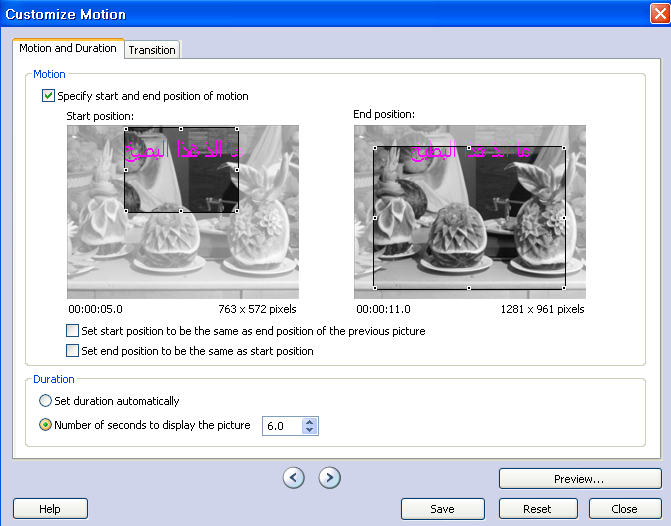 Customize Motion
Motion and Duration
Transition
Motion
Specify start and end position of motion
Start position:
End position:
هذا البطيخ
00:00:05.0
763 x 572 pixels
00:00:11.0
1281 x 961 pixels
Set start position to be the same as end position of the previous picture
Set end position to be the same as start position
Duration
Set duration automatically
Number of seconds to display the picture
6.0
Preview...
Help
Save
Reset
Close